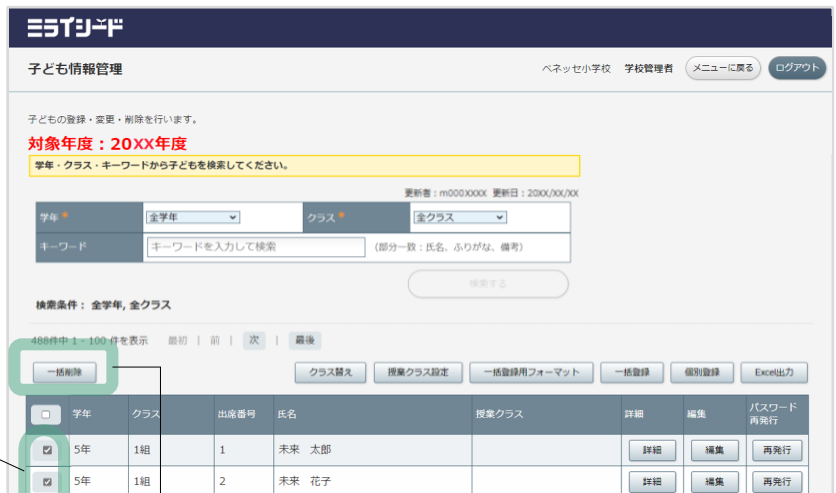 ミライシード
子ども情報管理
ベネッセ小学校 学校管理者 メニューに戻る ログアウト
子どもの登録・変更・削除を行います。
対象年度：20XX年度
学年・クラス・キーワードから子どもを検索してください。
更新者：m000XXXX 更新日：20XX/XX/XX
学年 * 全学年 クラス * 全クラス
キーワード キーワードを入力して検索 （部分一致：氏名、ふりがな、備考）
検索する
検索条件： 全学年, 全クラス
488件中 1 - 100 件を表示 最初 | 前 | 次 | 最後
一括削除 クラス替え 授業クラス設定 一括登録用フォーマット 一括登録 個別登録 Excel出力
学年 クラス 出席番号 氏名 授業クラス 詳細 編集 パスワード再発行
5年 1組 1 未来 太郎 詳細 編集 再発行
5年 1組 2 未来 花子 詳細 編集 再発行